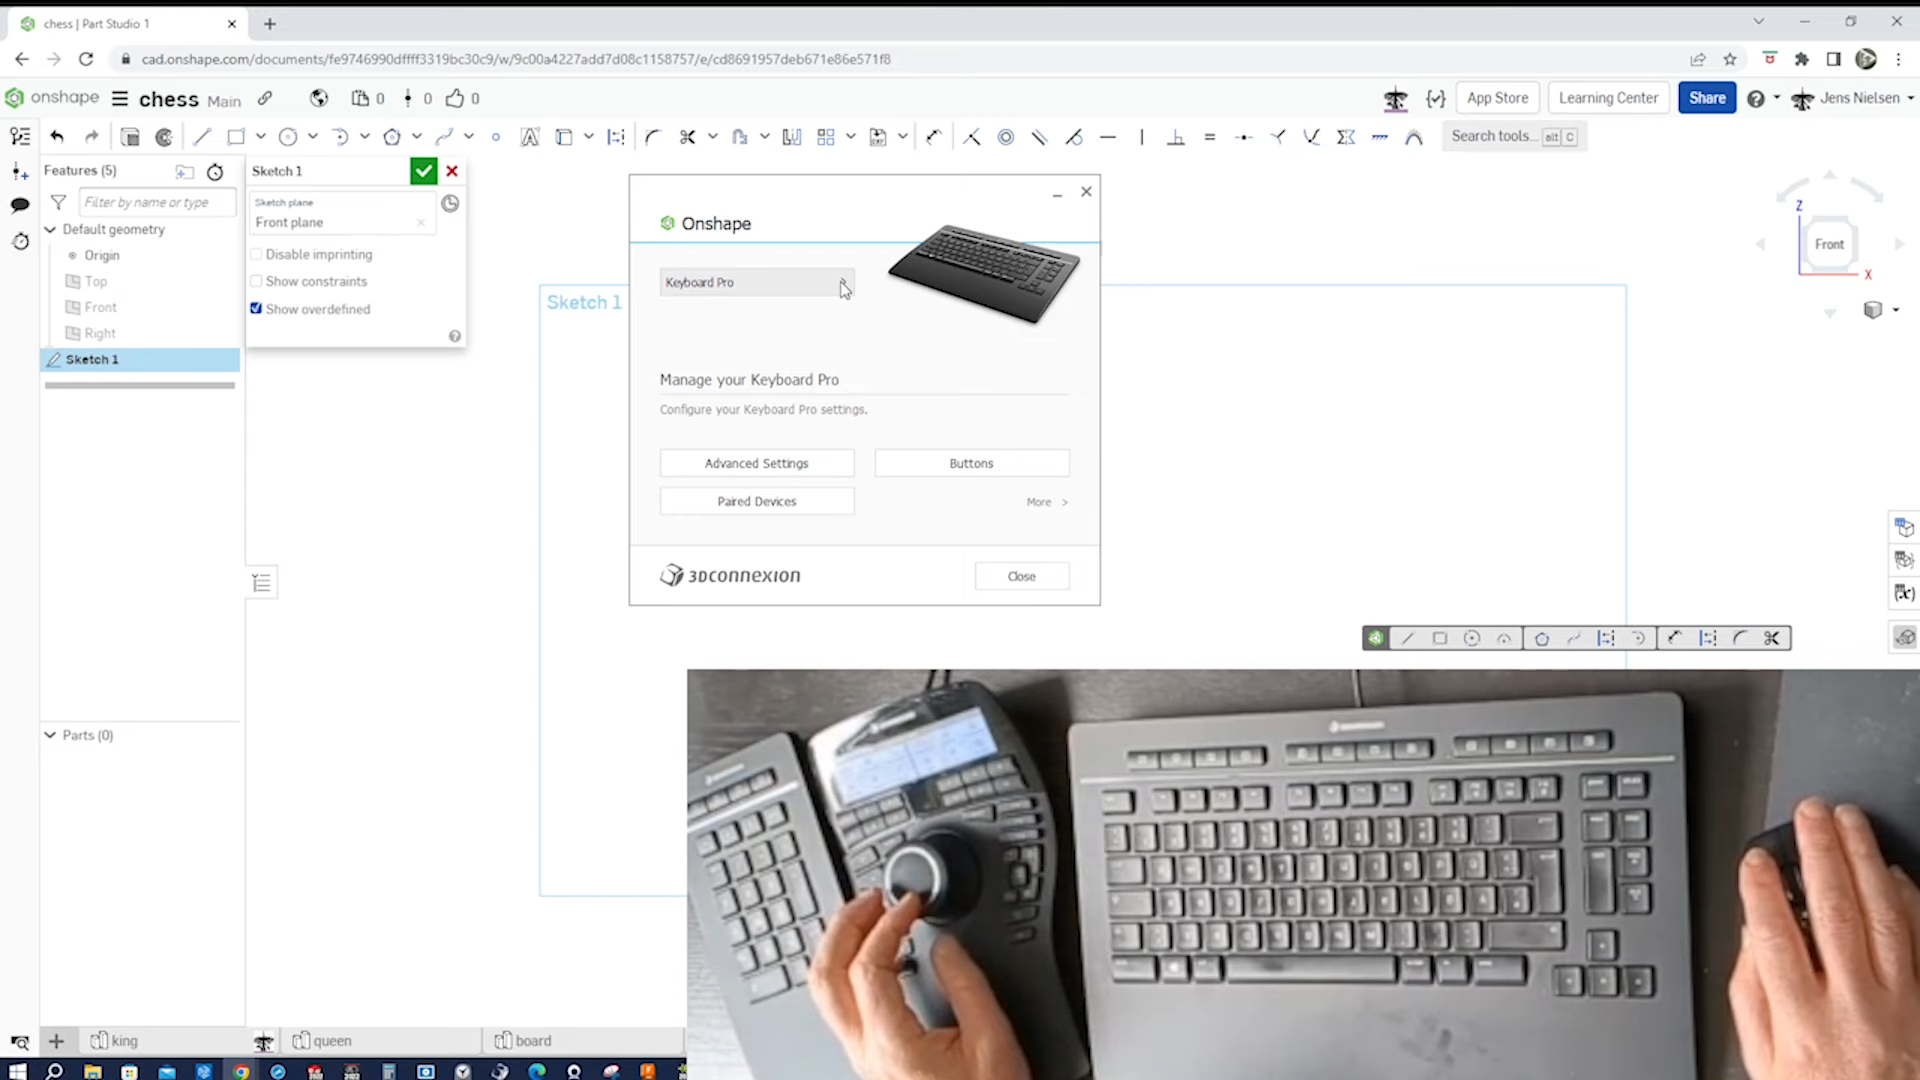 chess | Part Studio 1
cad.onshape.com/documents/fe9746990dffff3319bc30c9/w/9c00a4227add7d08c1158757/e/cd8691957deb671e86e571f8
onshape
chess Main
0
0
0
App Store
Learning Center
Share
Jens Nielsen
Search tools... alt C
Features (5)
Filter by name or type
Default geometry
Origin
Top
Front
Right
Sketch 1
Sketch 1
Sketch plane
Front plane
Disable imprinting
Show constraints
Show overdefined
Sketch 1
Onshape
Keyboard Pro
Manage your Keyboard Pro
Configure your Keyboard Pro settings.
Advanced Settings
Buttons
Paired Devices
More >
3Dconnexion
Close
Z
Front
X
Parts (0)
king
queen
board